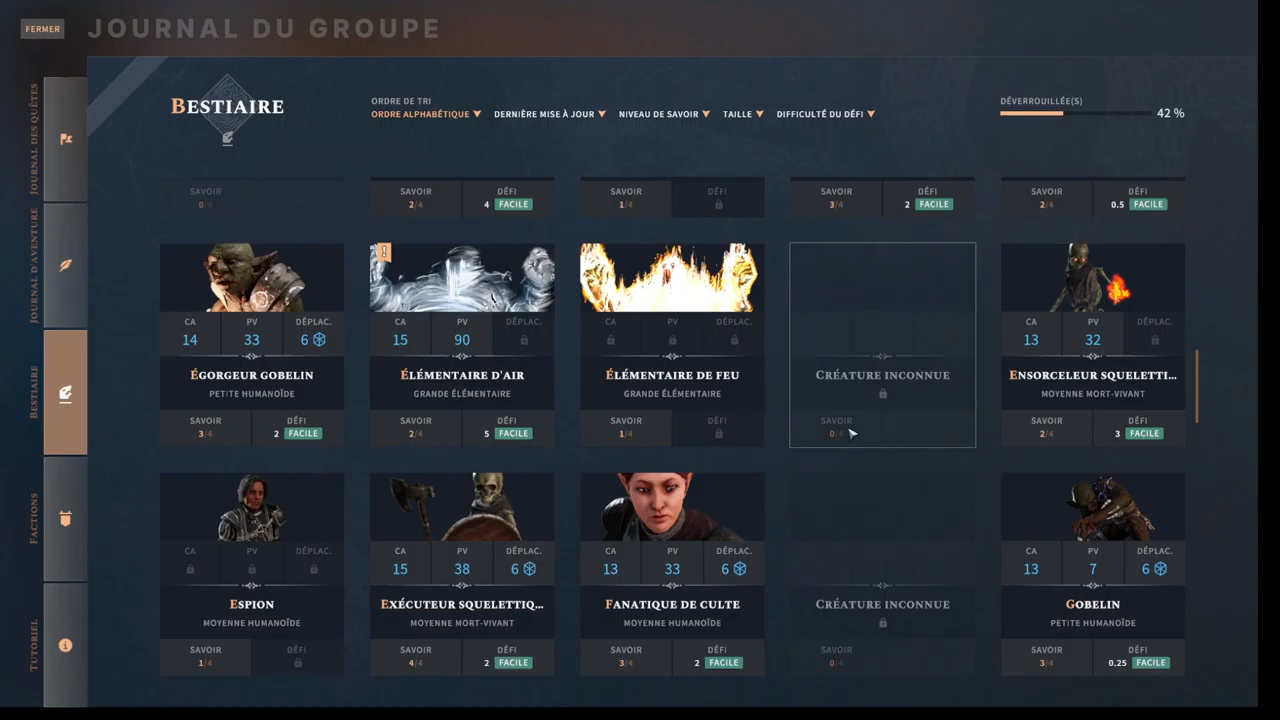 FERMER
JOURNAL DU GROUPE
JOURNAL DES QUÊTES
JOURNAL D'AVENTURE
BESTIAIRE
FACTIONS
TUTORIEL
BESTIAIRE
ORDRE DE TRI
ORDRE ALPHABÉTIQUE DERNIÈRE MISE À JOUR NIVEAU DE SAVOIR TAILLE DIFFICULTÉ DU DÉFI
DÉVERROUILLÉE(S)
42 %
SAVOIR SAVOIR DÉFI SAVOIR DÉFI SAVOIR DÉFI SAVOIR DÉFI
0/4 2/4 4 FACILE 1/4 3/4 2 FACILE 2/4 0.5 FACILE
CA PV DÉPLAC. CA PV DÉPLAC. CA PV DÉPLAC. CA PV DÉPLAC.
14 33 6 15 90 13 32
ÉGORGEUR GOBELIN ÉLÉMENTAIRE D'AIR ÉLÉMENTAIRE DE FEU CRÉATURE INCONNUE ENSORCELEUR SQUELETTI...
PETITE HUMANOÏDE GRANDE ÉLÉMENTAIRE GRANDE ÉLÉMENTAIRE MOYENNE MORT-VIVANT
SAVOIR DÉFI SAVOIR DÉFI SAVOIR DÉFI SAVOIR SAVOIR DÉFI
3/4 2 FACILE 2/4 5 FACILE 1/4 0/4 2/4 3 FACILE
CA PV DÉPLAC. CA PV DÉPLAC. CA PV DÉPLAC. CA PV DÉPLAC.
15 38 6 13 33 6 13 7 6
ESPION EXÉCUTEUR SQUELETTIQ... FANATIQUE DE CULTE CRÉATURE INCONNUE GOBELIN
MOYENNE HUMANOÏDE MOYENNE MORT-VIVANT MOYENNE HUMANOÏDE PETITE HUMANOÏDE
SAVOIR DÉFI SAVOIR DÉFI SAVOIR DÉFI SAVOIR SAVOIR DÉFI
1/4 4/4 2 FACILE 3/4 2 FACILE 0/4 3/4 0.25 FACILE